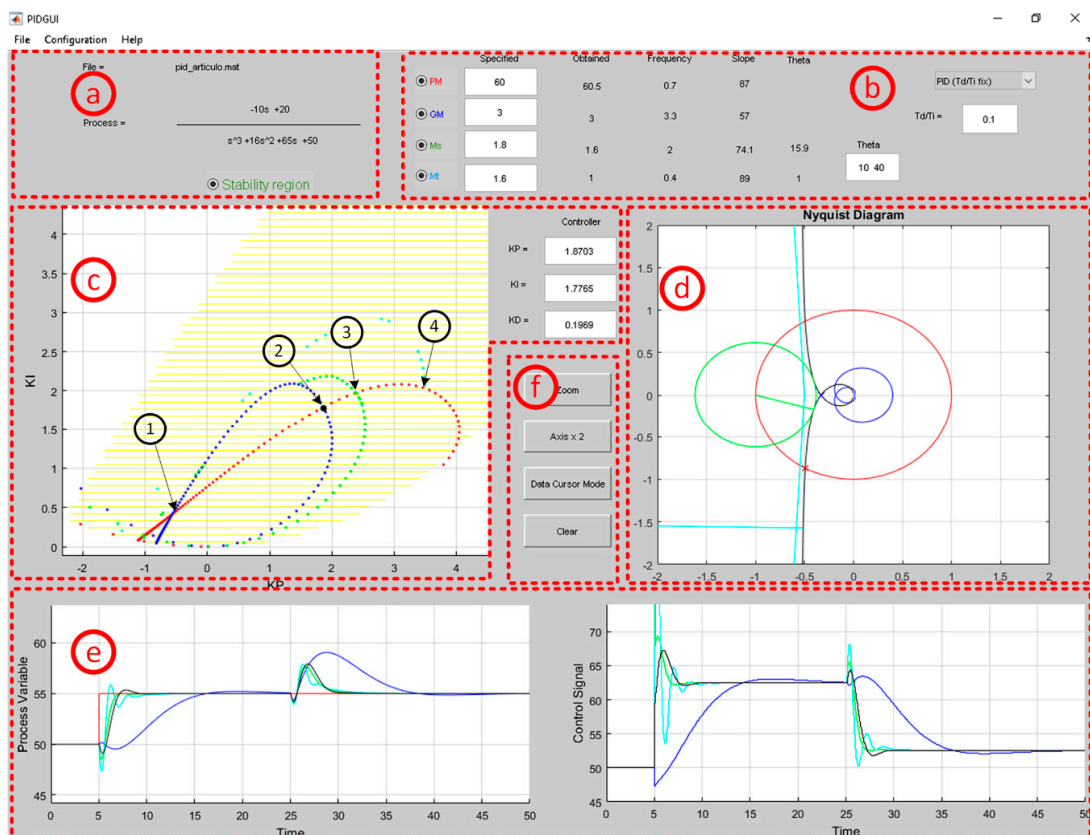 PIDGUI
File Configuration Help
File = pid_articulo.mat
a
Process =
-10s +20
s^3 +16s^2 +65s +50
Stability region
Specified Obtained Frequency Slope Theta
PM 60 60.5 0.7 87
GM 3 3 3.3 57
Ms 1.8 1.6 2 74.1 15.9
Mt 1.6 1 0.4 89 1
b
PID (Td/Ti fix)
Td/Ti = 0.1
Theta
10 40
c
KI
4
3.5
3
2.5
2
1.5
1
0.5
0
-2 -1 0 1 2 3 4
KP
1
2
3
4
Controller
KP = 1.8703
KI = 1.7765
KD = 0.1969
f
Zoom
Axis x 2
Data Cursor Mode
Clear
Nyquist Diagram
d
2
1.5
1
0.5
0
-0.5
-1
-1.5
-2
-2 -1.5 -1 -0.5 0 0.5 1 1.5 2
e
Process Variable
60
55
50
45
0 5 10 15 20 25 30 35 40 45 50
Time
Control Signal
70
65
60
55
50
45
0 5 10 15 20 25 30 35 40 45 50
Time